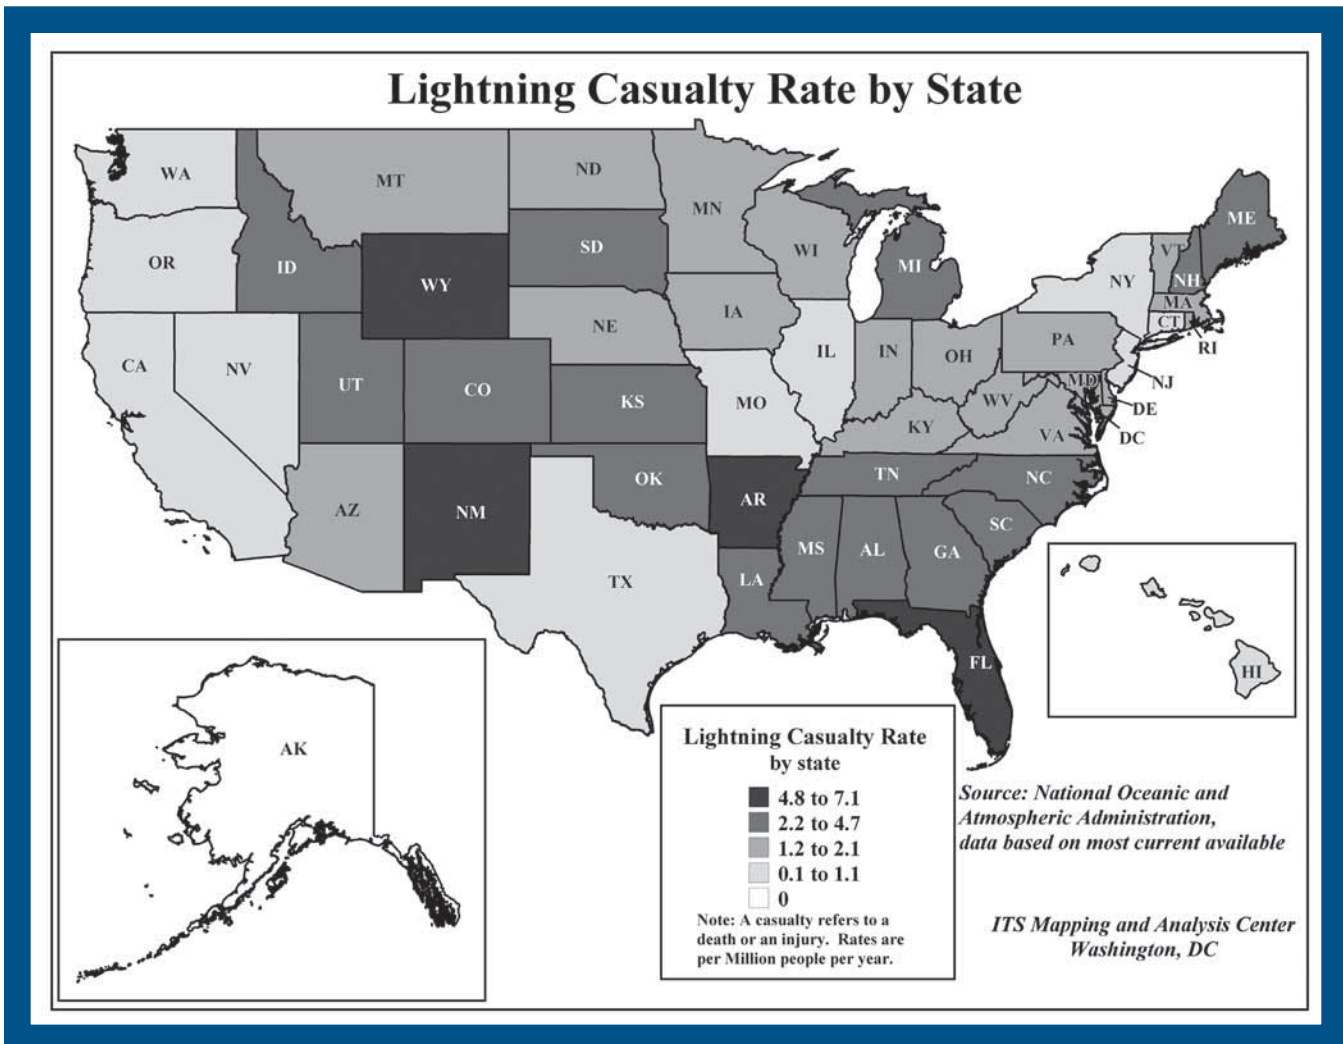 Lightning Casualty Rate by State
WA
MT
ND
MN
ME
OR
ID
WY
SD
WI
MI
VT
NH
NY
MA
CT
RI
CA
NV
UT
CO
NE
IA
IL
IN
OH
PA
NJ
MD
DE
DC
KS
MO
WV
VA
KY
AZ
NM
OK
AR
TN
NC
SC
TX
LA
MS
AL
GA
FL
HI
AK
Lightning Casualty Rate
by state
4.8 to 7.1
2.2 to 4.7
1.2 to 2.1
0.1 to 1.1
0
Note: A casualty refers to a
death or an injury. Rates are
per Million people per year.
Source: National Oceanic and
Atmospheric Administration,
data based on most current available
ITS Mapping and Analysis Center
Washington, DC